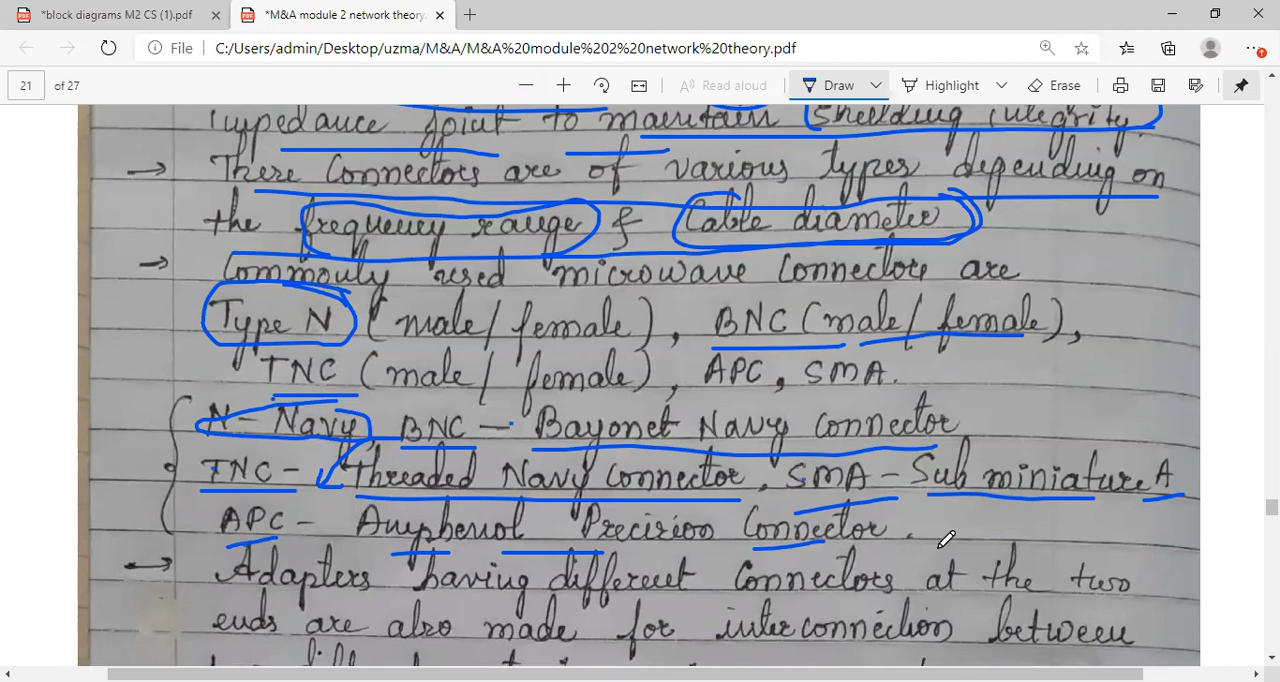 *block diagrams M2 CS (1).pdf
*M&A module 2 network theory.
File
C:/Users/admin/Desktop/uzma/M&A/M&A%20module%202%20network%20theory.pdf
21 of 27
Read aloud
Draw
Highlight
Erase
Impedance joint to maintain shielding integrity.
→ These Connectors are of various types depending on
the frequency range & Cable diameter
→ Commonly used microwave Connectors are
Type N (male/female), BNC (male/female),
TNC (male/female), APC, SMA.
N - Navy BNC - Bayonet Navy Connector
TNC - Threaded Navy Connector, SMA - Sub miniature A
APC - Amphenol Precision Connector.
→ Adapters having different Connectors at the two
ends are also made for interconnection between